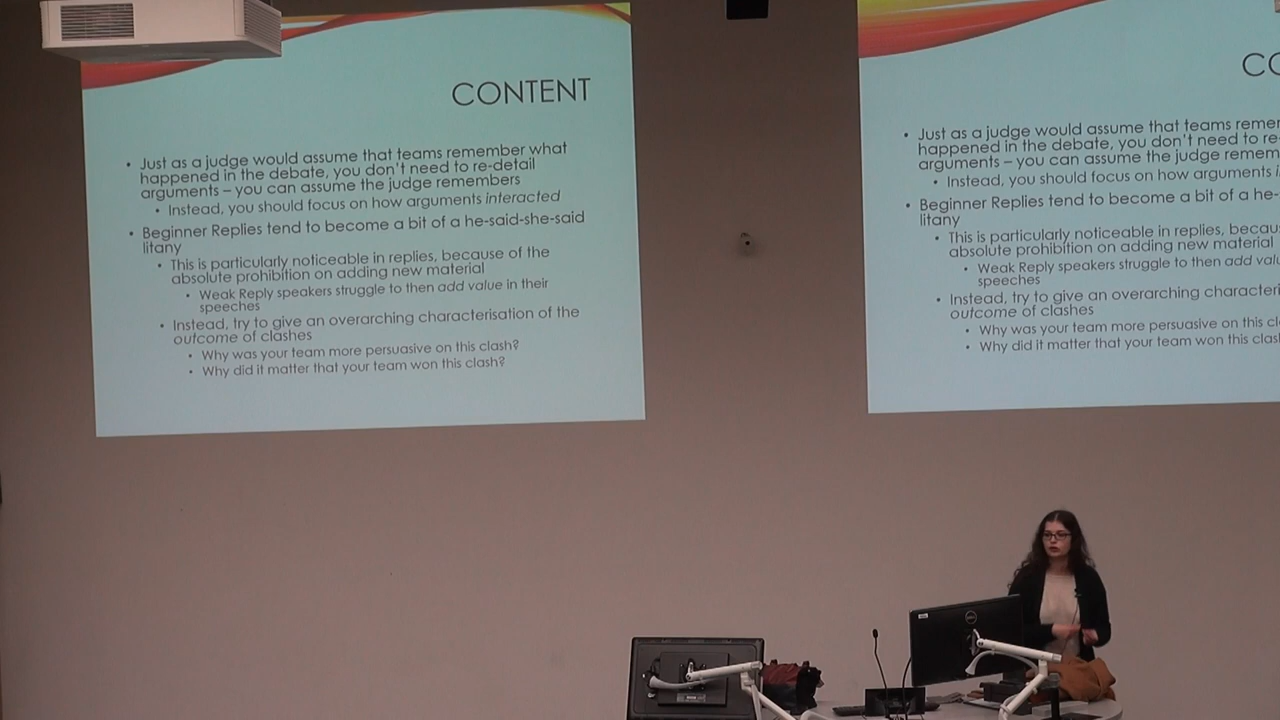 CONTENT
• Just as a judge would assume that teams remember what
happened in the debate, you don't need to re-detail
arguments – you can assume the judge remembers
• Instead, you should focus on how arguments interacted
• Beginner Replies tend to become a bit of a he-said-she-said
litany
• This is particularly noticeable in replies, because of the
absolute prohibition on adding new material
• Weak Reply speakers struggle to then add value in their
speeches
• Instead, try to give an overarching characterisation of the
outcome of clashes
• Why was your team more persuasive on this clash?
• Why did it matter that your team won this clash?
CO
• Just as a judge would assume that teams remem
happened in the debate, you don't need to re-
arguments – you can assume the judge remem
• Instead, you should focus on how arguments i
• Beginner Replies tend to become a bit of a he-
litany
• This is particularly noticeable in replies, becau
absolute prohibition on adding new material
• Weak Reply speakers struggle to then add valu
speeches
• Instead, try to give an overarching characteri
outcome of clashes
• Why was your team more persuasive on this cl
• Why did it matter that your team won this clas
DELL